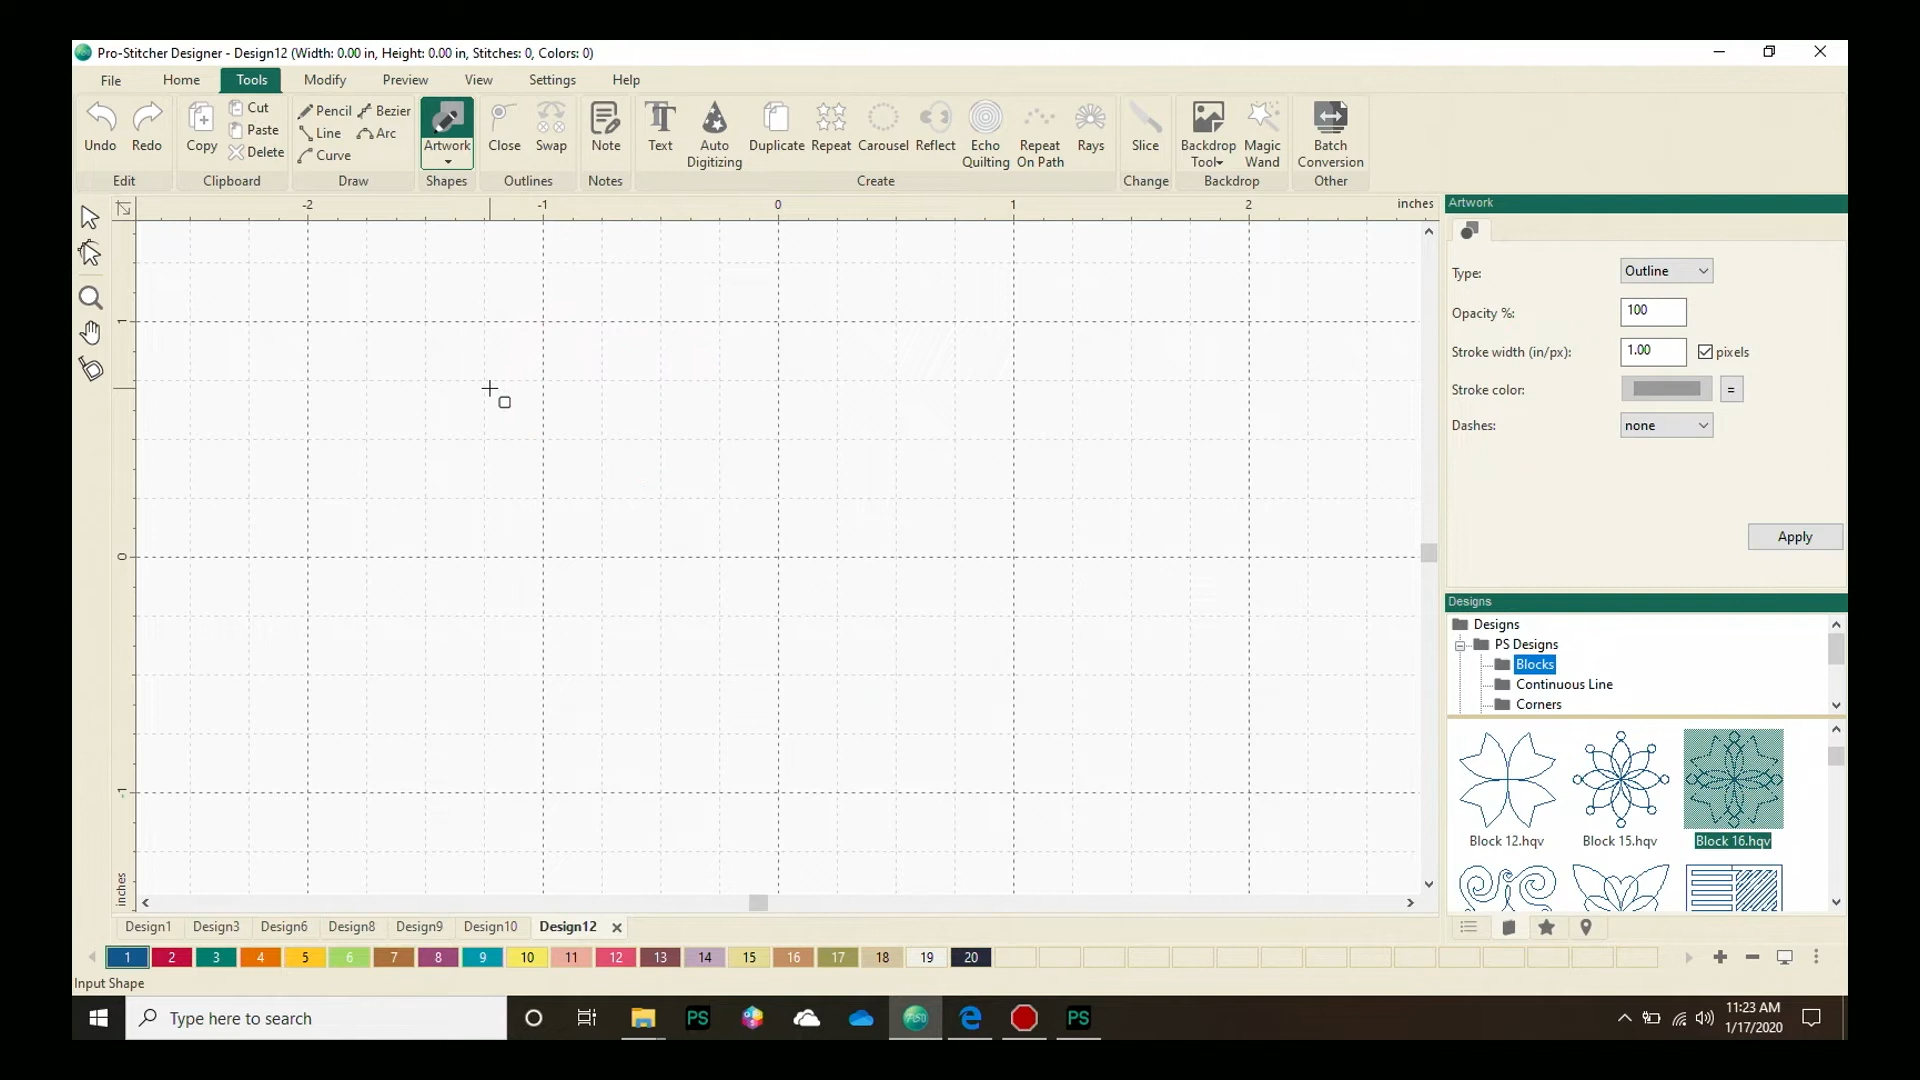 Pro-Stitcher Designer - Design12 (Width: 0.00 in, Height: 0.00 in, Stitches: 0, Colors: 0)
File Home Tools Modify Preview View Settings Help
Undo Redo Copy Cut Paste Delete Pencil Bezier Line Arc Curve Artwork Close Swap Note Text Auto Digitizing Duplicate Repeat Carousel Reflect Echo Quilting Repeat On Path Rays Slice Backdrop Tool Magic Wand Batch Conversion
Edit Clipboard Draw Shapes Outlines Notes Create Change Backdrop Other
-2 -1 0 1 2 inches
1
0
-1
inches
Artwork
Type: Outline
Opacity %: 100
Stroke width (in/px): 1.00 pixels
Stroke color: =
Dashes: none
Apply
Designs
Designs
PS Designs
Blocks
Continuous Line
Corners
Block 12.hqv Block 15.hqv Block 16.hqv
Design1 Design3 Design6 Design8 Design9 Design10 Design12
1 2 3 4 5 6 7 8 9 10 11 12 13 14 15 16 17 18 19 20
Input Shape
Type here to search
PS PS
11:23 AM
1/17/2020